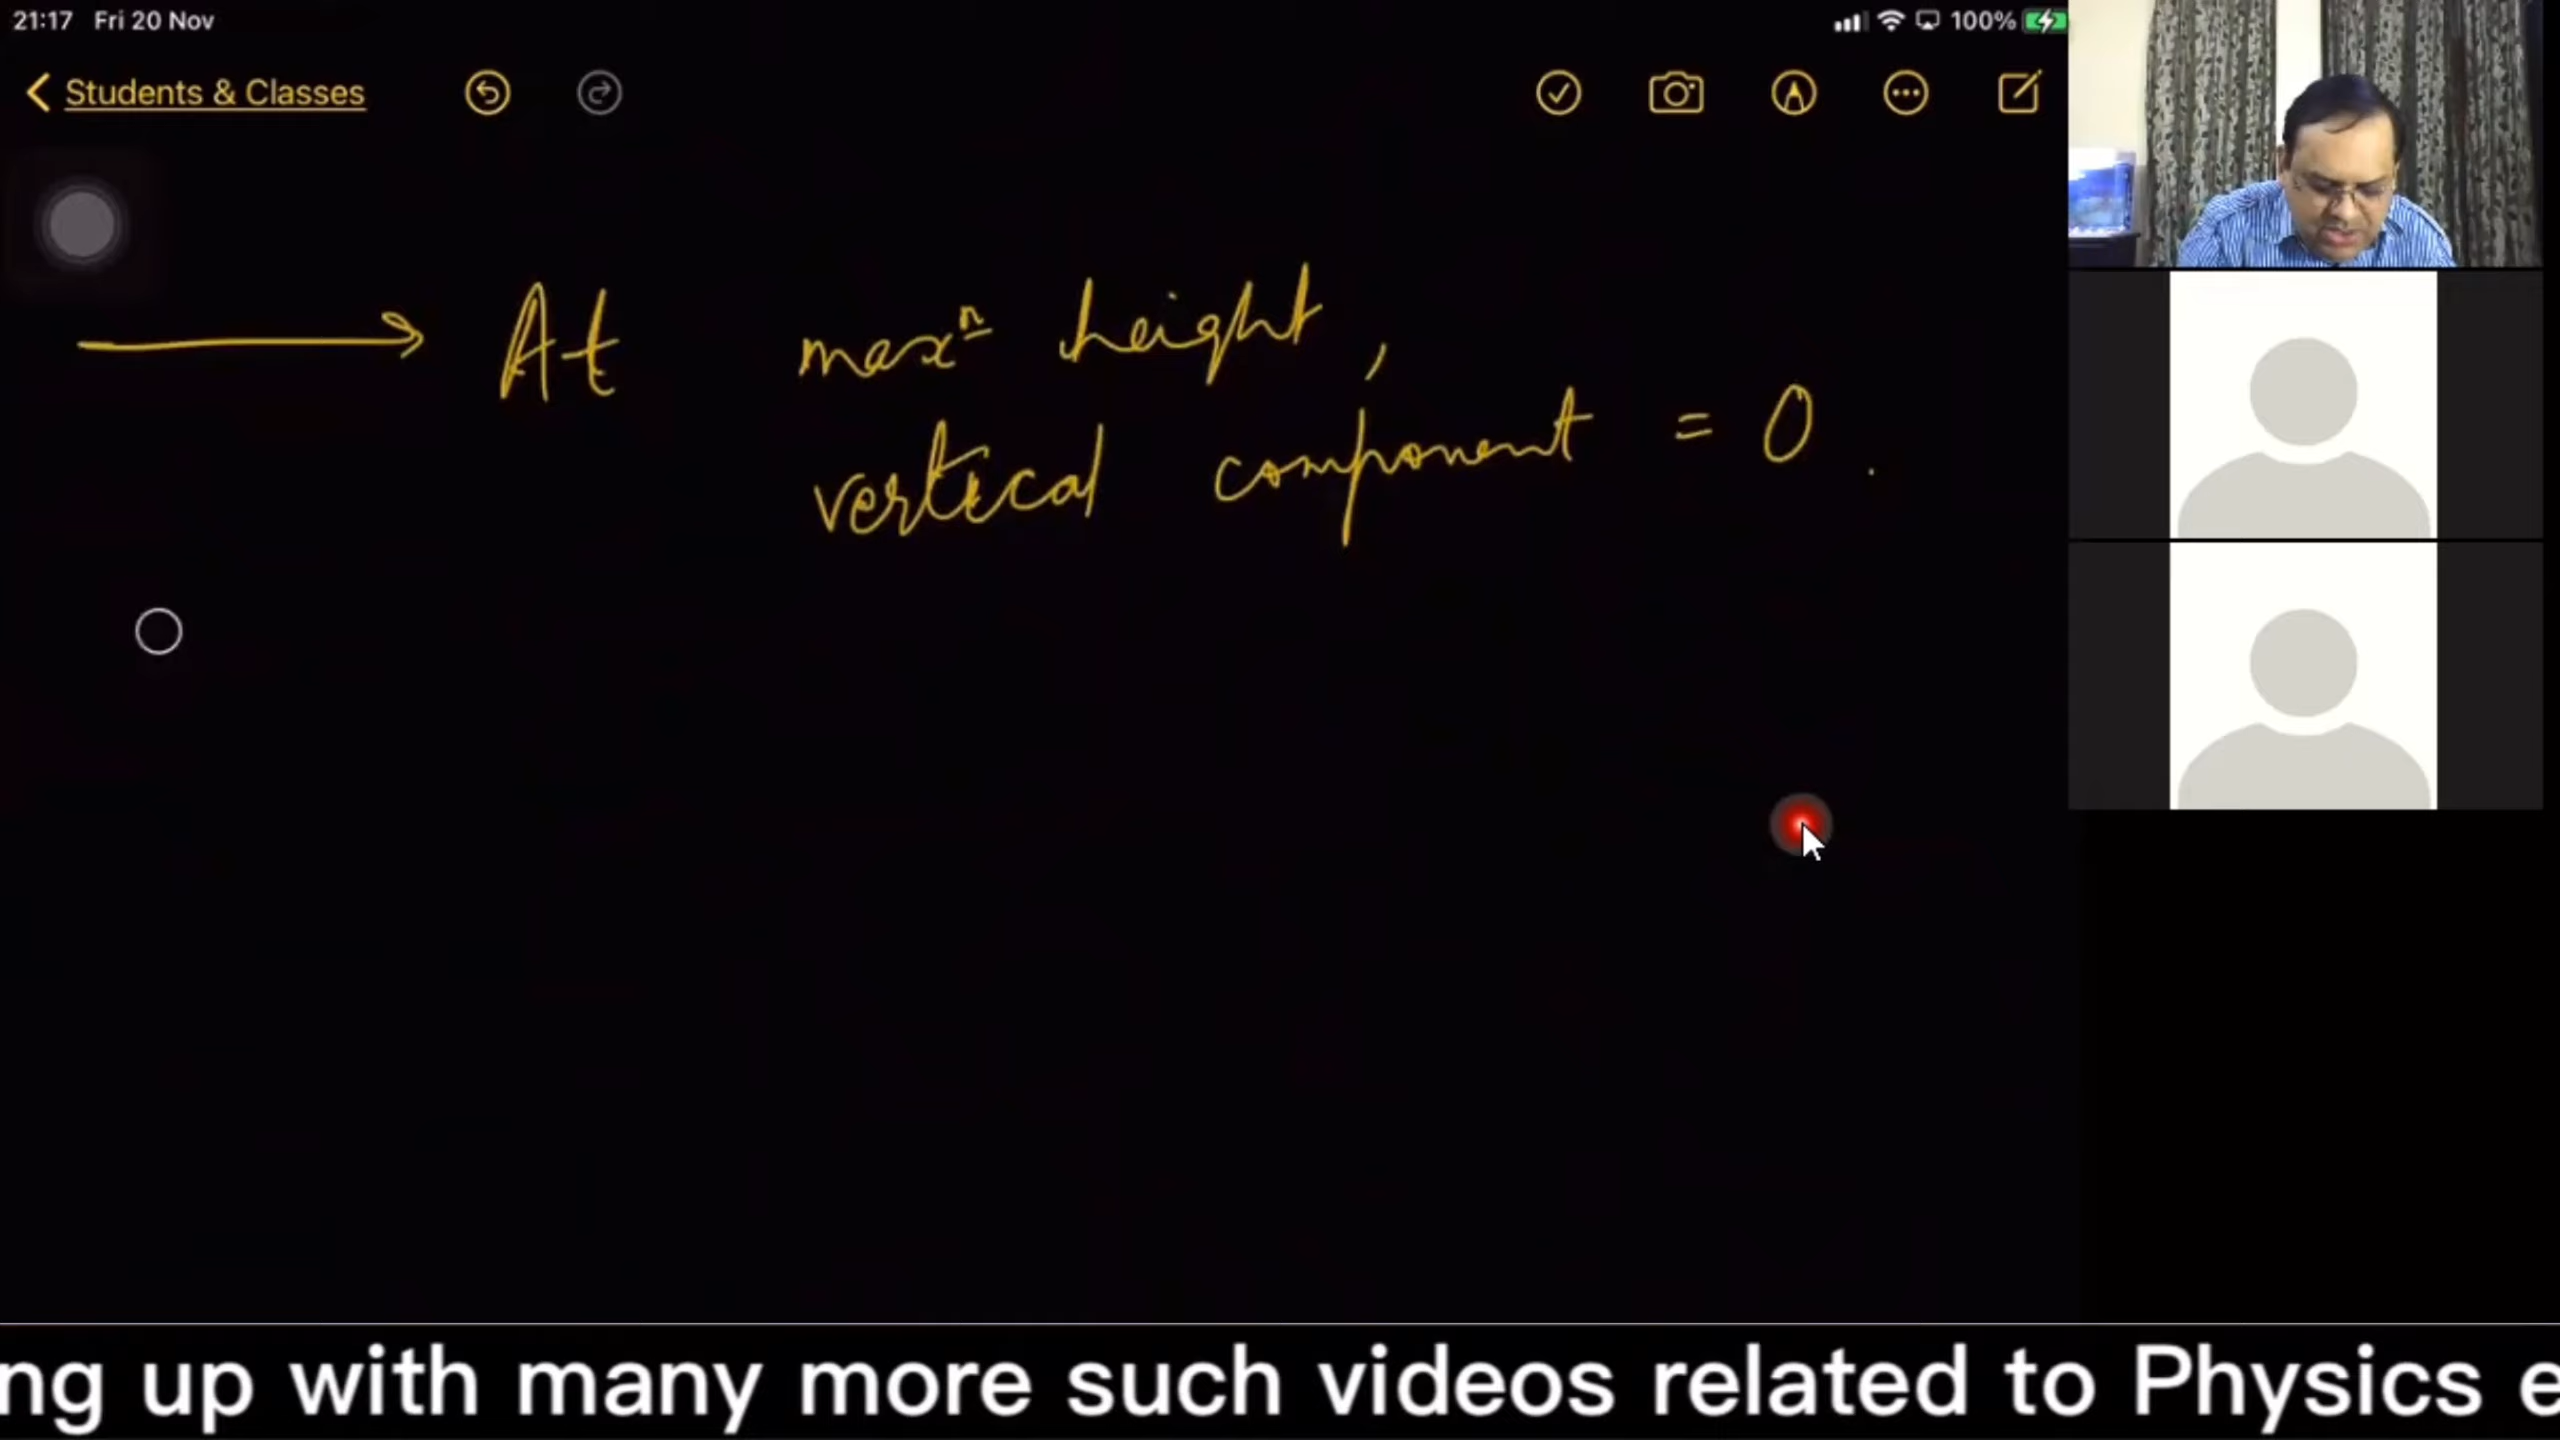 21:17 Fri 20 Nov
100%
Students & Classes
At maxⁿ height,
vertical component = 0.
ng up with many more such videos related to Physics e